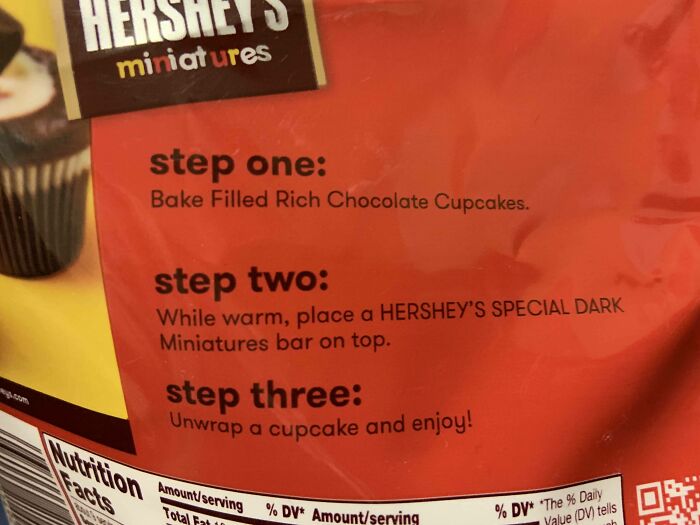 HERSHEY'S
miniatures
step one:
Bake Filled Rich Chocolate Cupcakes.
step two:
While warm, place a HERSHEY'S SPECIAL DARK
Miniatures bar on top.
step three:
Unwrap a cupcake and enjoy!
Nutrition
Facts
Amount/serving % DV* Amount/serving % DV* *The % Daily
Total Fat
Value (DV) tells